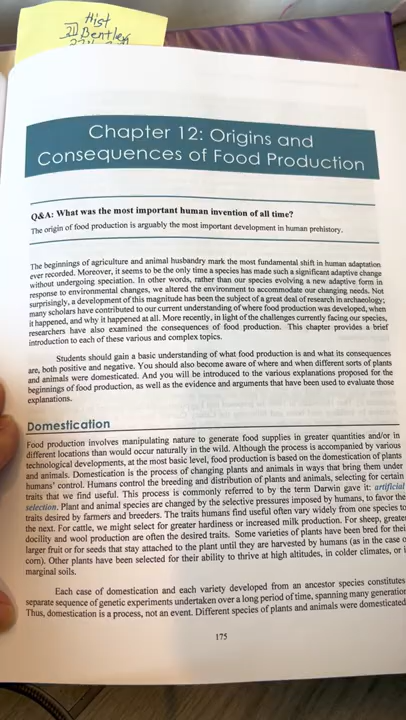 Hist
Bentley
Chapter 12: Origins and
Consequences of Food Production
Q&A: What was the most important human invention of all time?
The origin of food production is arguably the most important development in human prehistory.
The beginnings of agriculture and animal husbandry mark the most fundamental shift in human adaptation
ever recorded. Moreover, it seems to be the only time a species has made such a significant adaptive change
without undergoing speciation. In other words, rather than our species evolving a new adaptive form in
response to environmental changes, we altered the environment to accommodate our changing needs. Not
surprisingly, a development of this magnitude has been the subject of a great deal of research in archaeology;
many scholars have contributed to our current understanding of where food production was developed, when
it happened, and why it happened at all. More recently, in light of the challenges currently facing our species,
researchers have also examined the consequences of food production. This chapter provides a brief
introduction to each of these various and complex topics.
Students should gain a basic understanding of what food production is and what its consequences
are, both positive and negative. You should also become aware of where and when different sorts of plants
and animals were domesticated. And you will be introduced to the various explanations proposed for the
beginnings of food production, as well as the evidence and arguments that have been used to evaluate those
explanations.
Domestication
Food production involves manipulating nature to generate food supplies in greater quantities and/or in
different locations than would occur naturally in the wild. Although the process is accompanied by various
technological developments, at the most basic level, food production is based on the domestication of plants
and animals. Domestication is the process of changing plants and animals in ways that bring them under
humans' control. Humans control the breeding and distribution of plants and animals, selecting for certain
traits that we find useful. This process is commonly referred to by the term Darwin gave it: artificial
selection. Plant and animal species are changed by the selective pressures imposed by humans, to favor the
traits desired by farmers and breeders. The traits humans find useful often vary widely from one species to
the next. For cattle, we might select for greater hardiness or increased milk production. For sheep, greater
docility and wool production are often the desired traits. Some varieties of plants have been bred for their
larger fruit or for seeds that stay attached to the plant until they are harvested by humans (as in the case o
corn). Other plants have been selected for their ability to thrive at high altitudes, in colder climates, or i
marginal soils.
Each case of domestication and each variety developed from an ancestor species constitutes
separate sequence of genetic experiments undertaken over a long period of time, spanning many generation
Thus, domestication is a process, not an event. Different species of plants and animals were domesticated
175